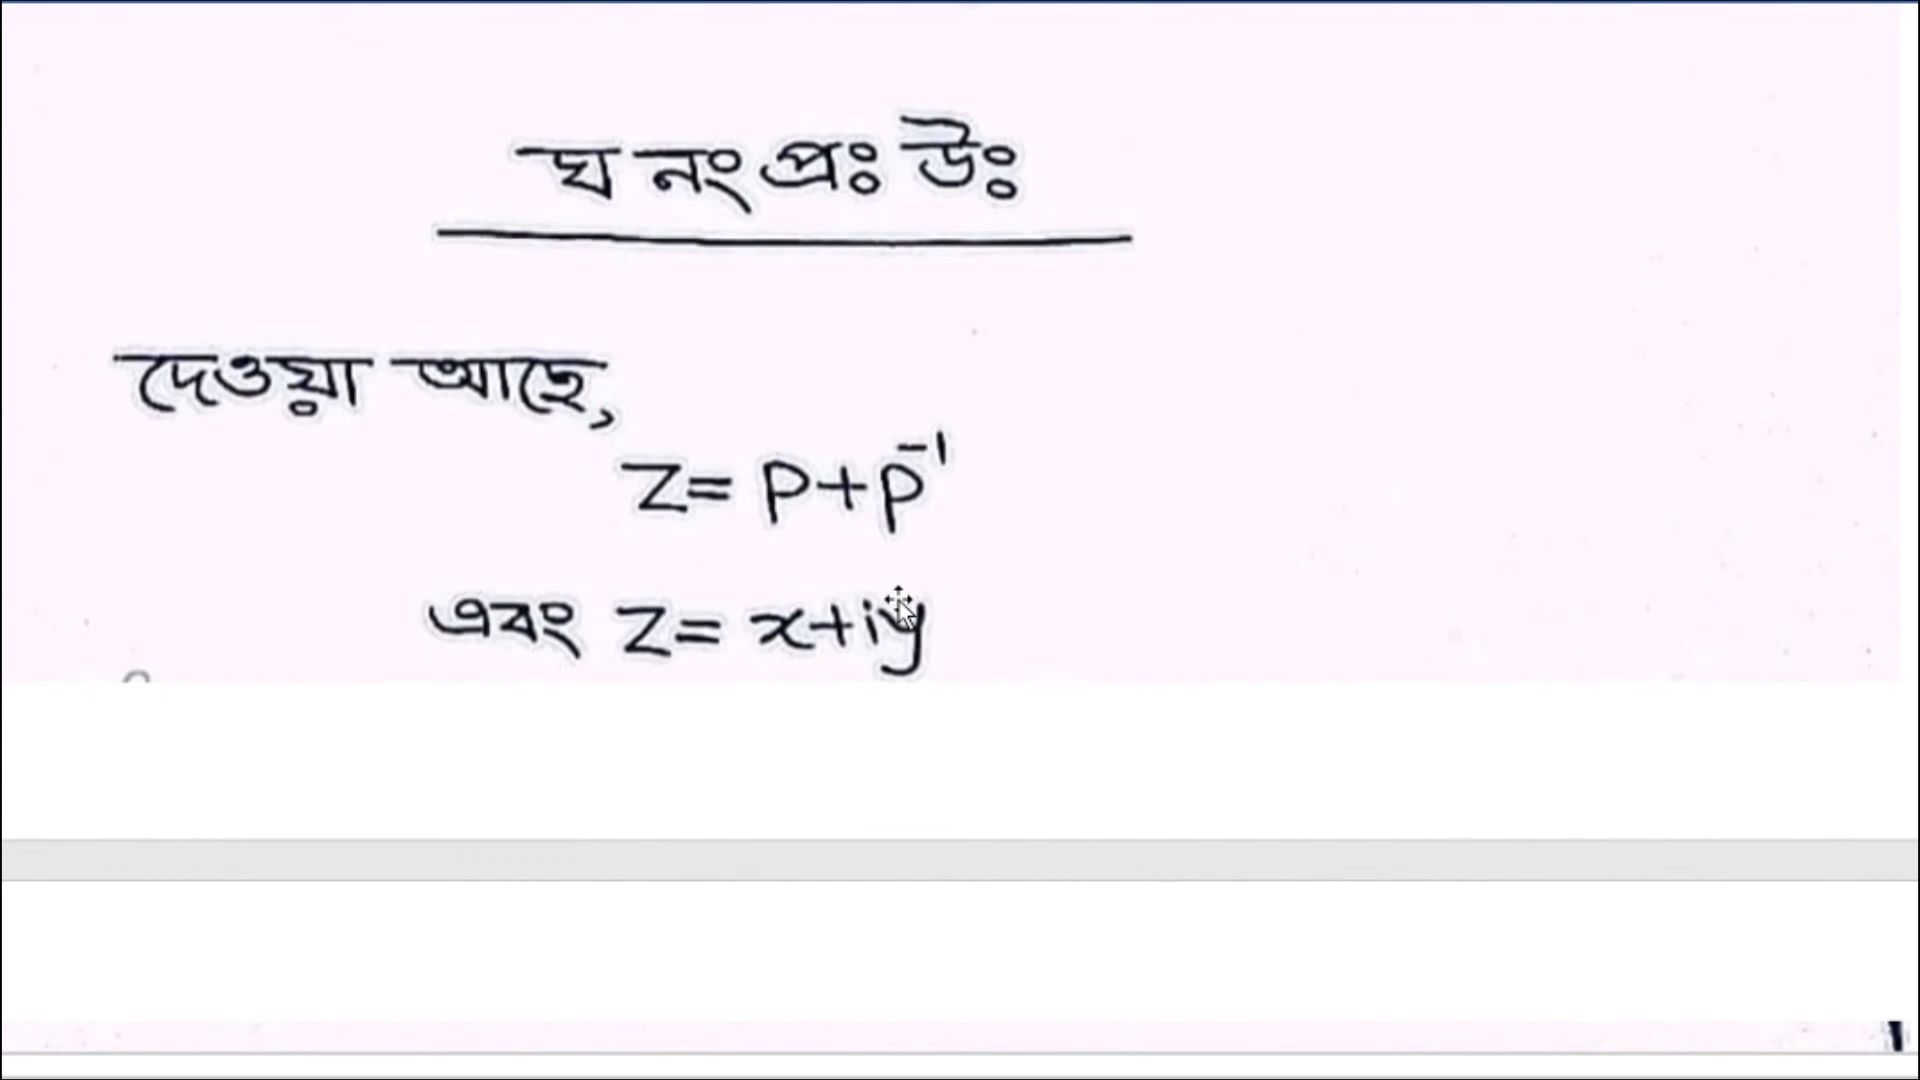 ঘ নং প্রঃ উঃ
দেওয়া আছে,
z = p+p⁻¹
এবং z = x+iy